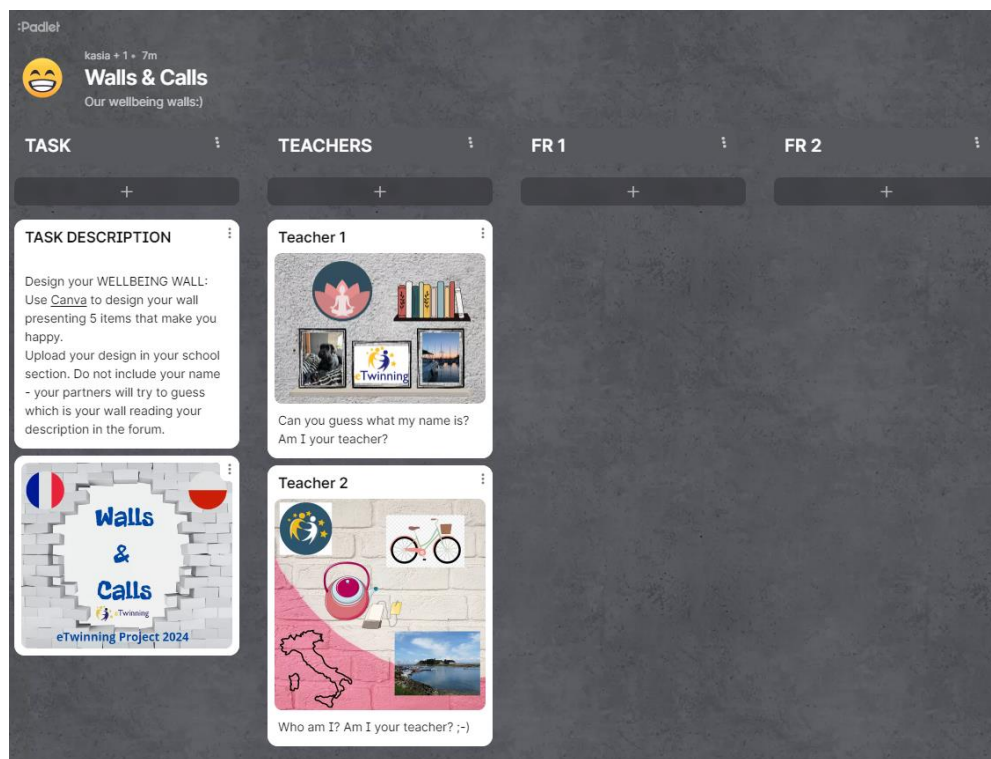 :Padlet
kasia + 1 • 7m
Walls & Calls
Our wellbeing walls:)
TASK
TEACHERS
FR 1
FR 2
TASK DESCRIPTION
Design your WELLBEING WALL:
Use Canva to design your wall
presenting 5 items that make you
happy.
Upload your design in your school
section. Do not include your name
- your partners will try to guess
which is your wall reading your
description in the forum.
Walls
&
Calls
eTwinning
eTwinning Project 2024
Teacher 1
eTwinning
Can you guess what my name is?
Am I your teacher?
Teacher 2
Who am I? Am I your teacher? ;-)